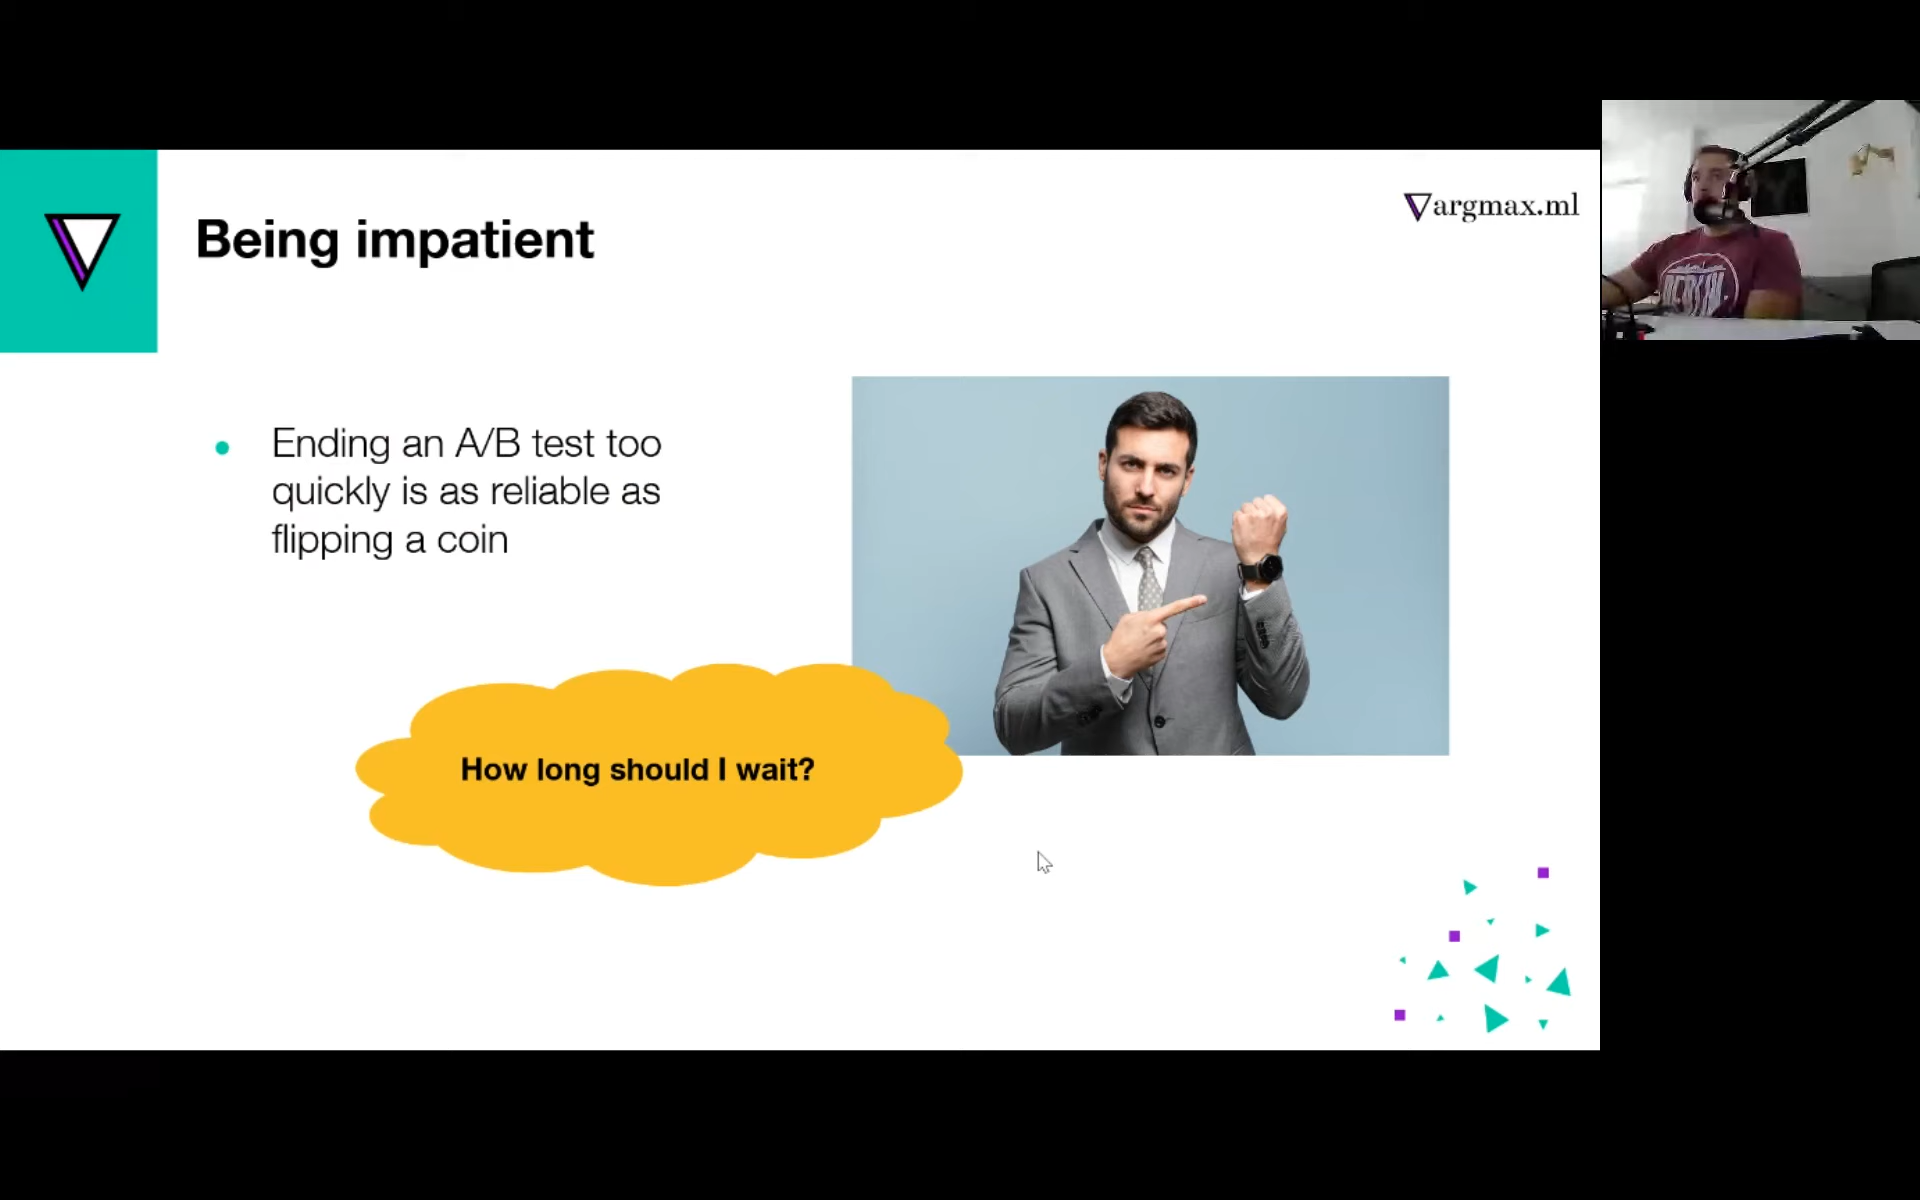 Being impatient
argmax.ml
Ending an A/B test too
quickly is as reliable as
flipping a coin
How long should I wait?
BERLIN